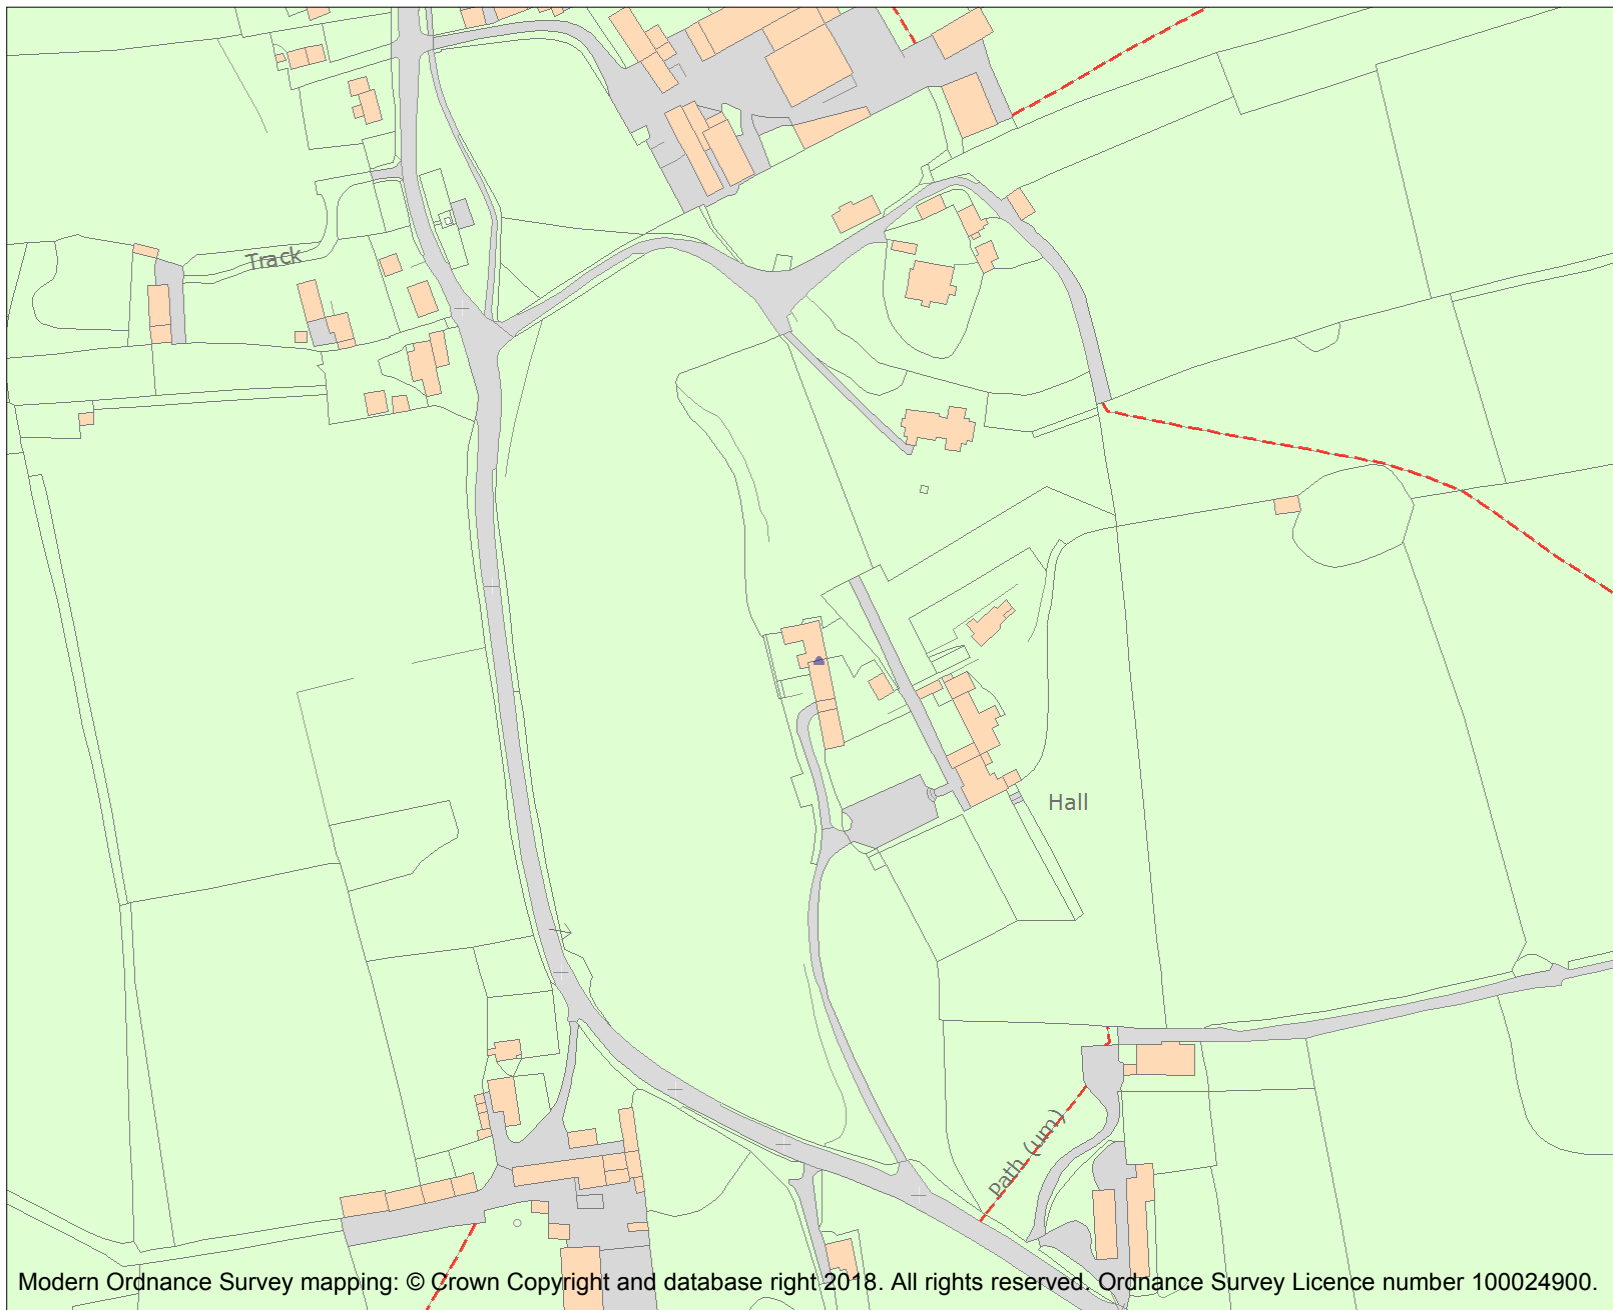 Track
Hall
Path (um)
Modern Ordnance Survey mapping: © Crown Copyright and database right 2018. All rights reserved. Ordnance Survey Licence number 100024900.